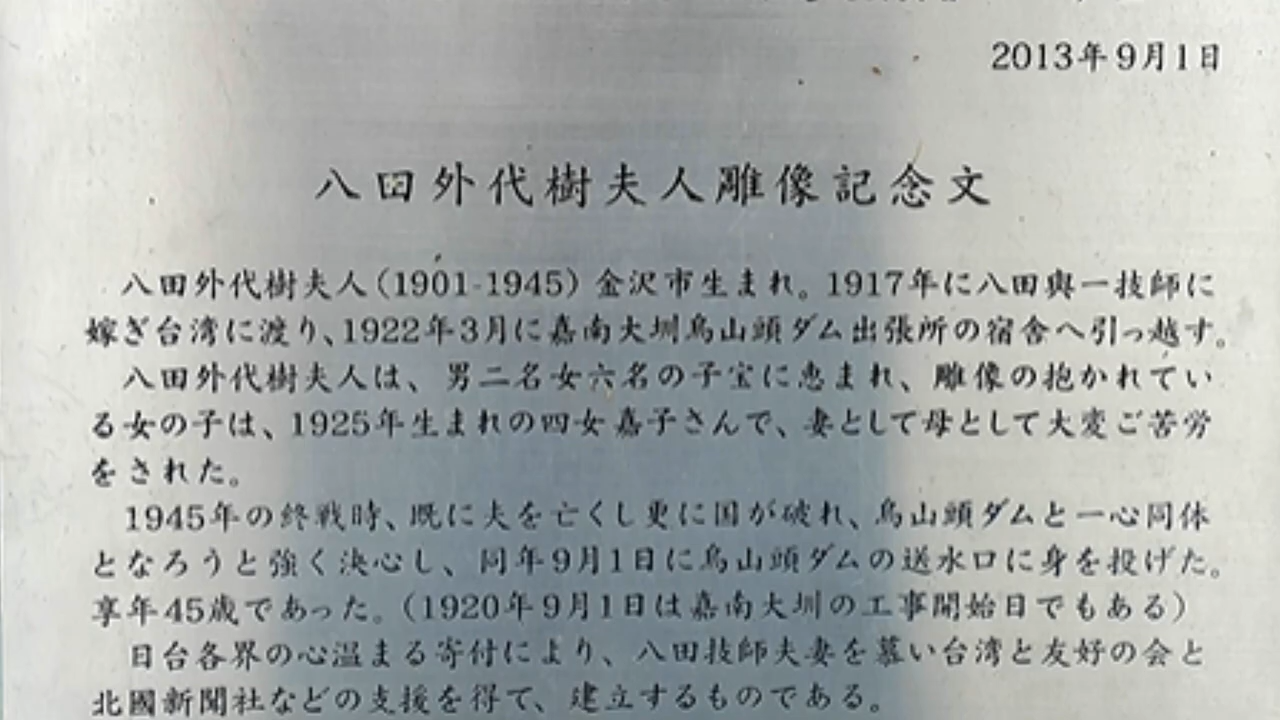 2013年9月1日
八田外代樹夫人雕像記念文
八田外代樹夫人(1901-1945) 金沢市生まれ。1917年に八田與一技師に
嫁ぎ台湾に渡り、1922年3月に嘉南大圳烏山頭ダム出張所の宿舎へ引っ越す。
八田外代樹夫人は、男二名女六名の子宝に恵まれ、雕像の抱かれてい
る女の子は、1925年生まれの四女嘉子さんで、妻として母として大変ご苦労
をされた。
1945年の終戦時、既に夫を亡くし更に国が破れ、烏山頭ダムと一心同体
となろうと強く決心し、同年9月1日に烏山頭ダムの送水口に身を投げた。
享年45歳であった。(1920年9月1日は嘉南大圳の工事開始日でもある)
日台各界の心温まる寄付により、八田技師夫妻を慕い台湾と友好の会と
北國新聞社などの支援を得て、建立するものである。